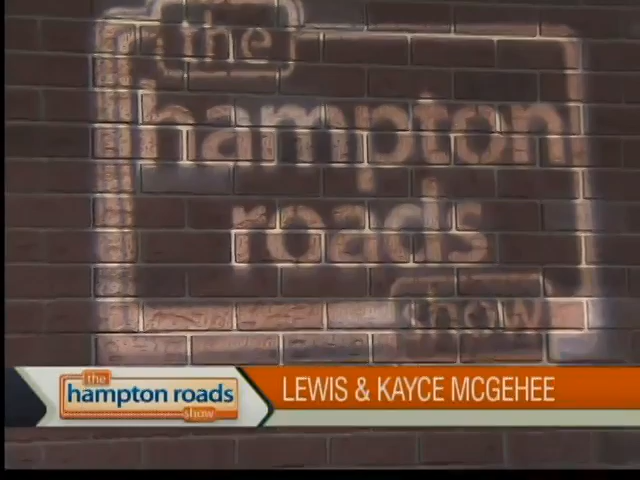 the
hampton
roads
show
the
hampton roads
show
LEWIS & KAYCE MCGEHEE